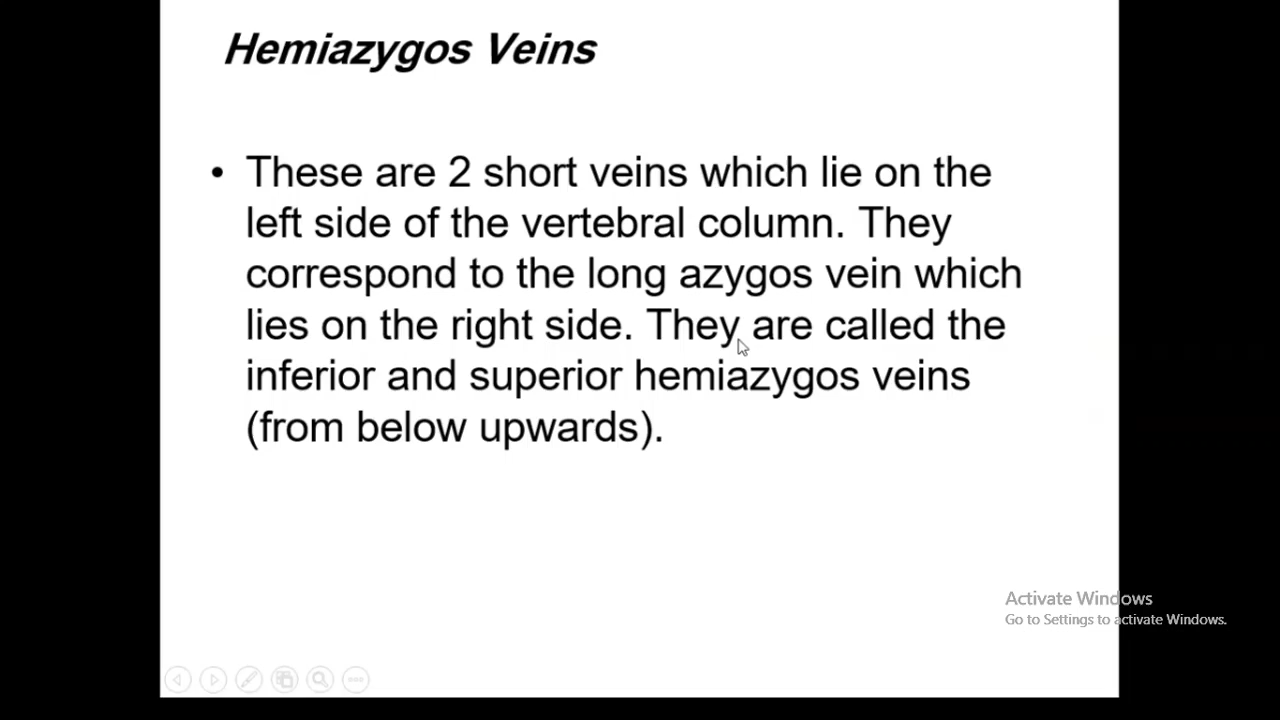 Hemiazygos Veins
• These are 2 short veins which lie on the
left side of the vertebral column. They
correspond to the long azygos vein which
lies on the right side. They are called the
inferior and superior hemiazygos veins
(from below upwards).
Activate Windows
Go to Settings to activate Windows.